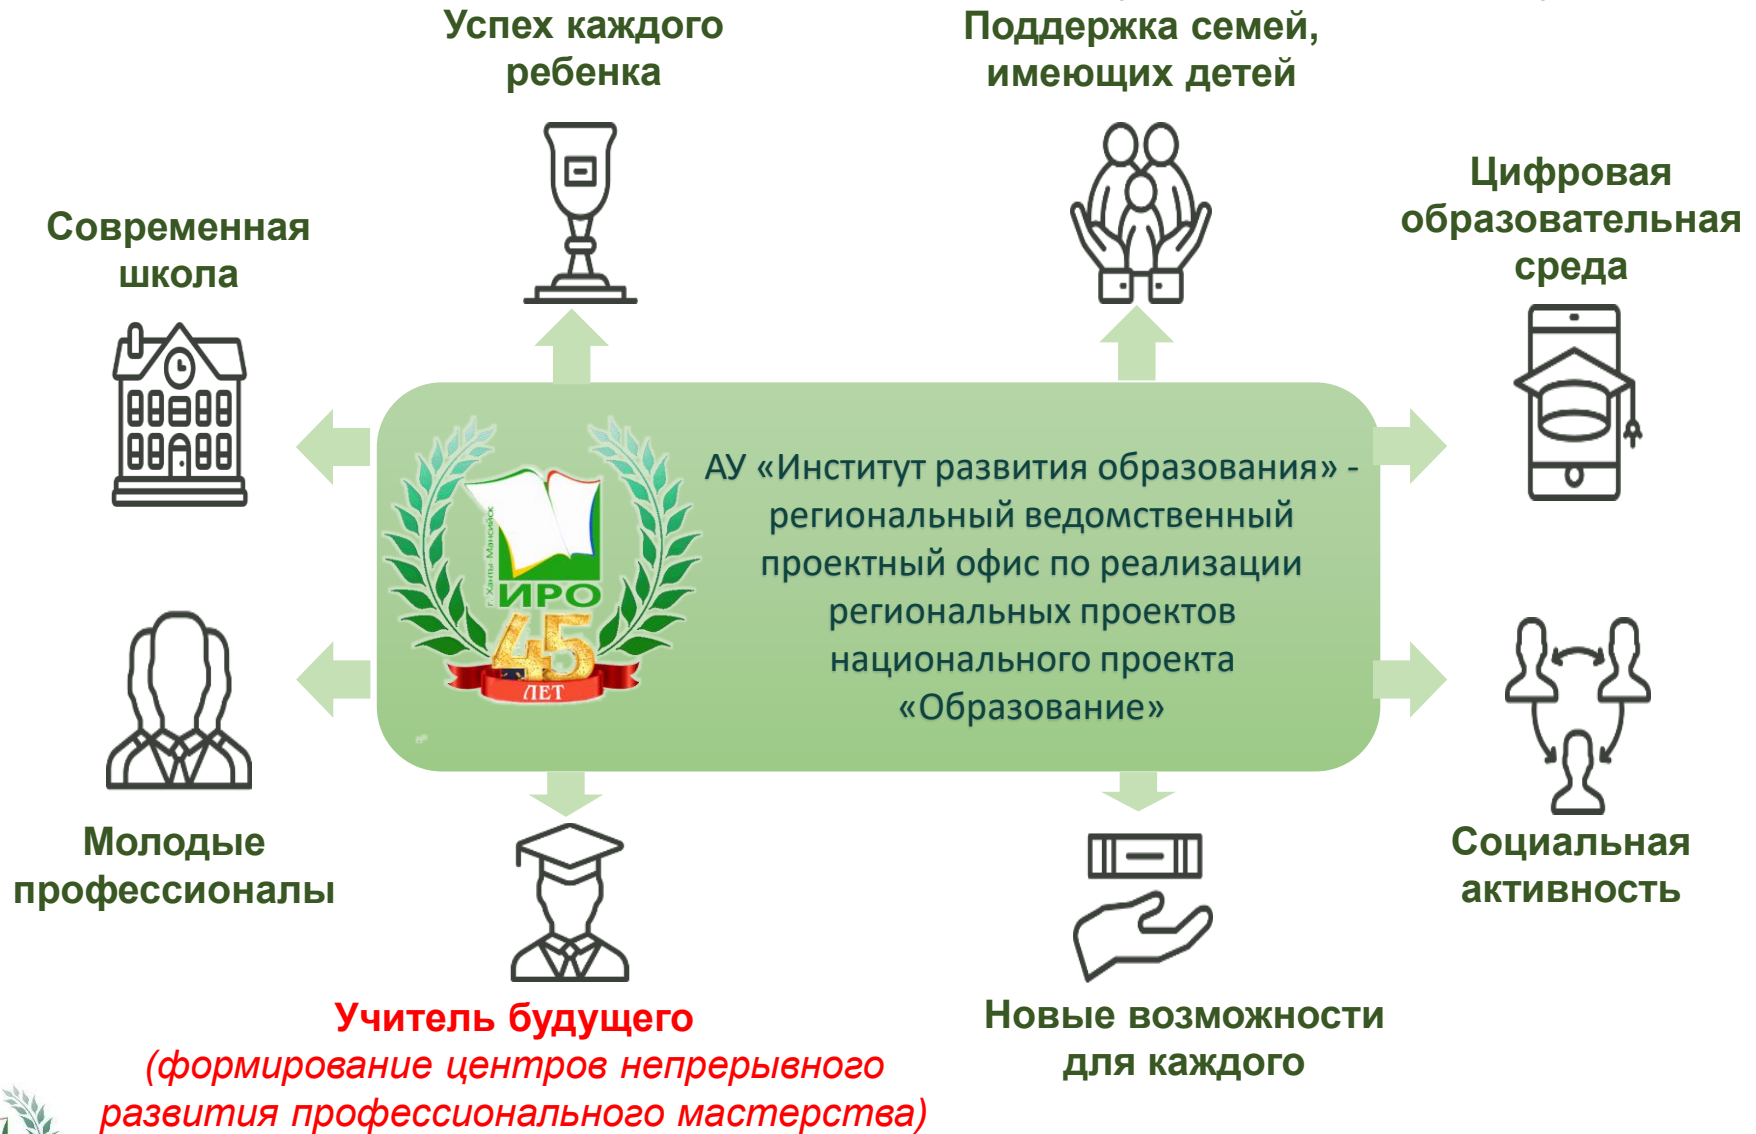 Успех каждого
ребенка
Поддержка семей,
имеющих детей
Современная
школа
Цифровая
образовательная
среда
г. Ханты Мансийск
ИРО
45
ЛЕТ
АУ «Институт развития образования» -
региональный ведомственный
проектный офис по реализации
региональных проектов
национального проекта
«Образование»
Молодые
профессионалы
Социальная
активность
Учитель будущего
(формирование центров непрерывного
развития профессионального мастерства)
Новые возможности
для каждого